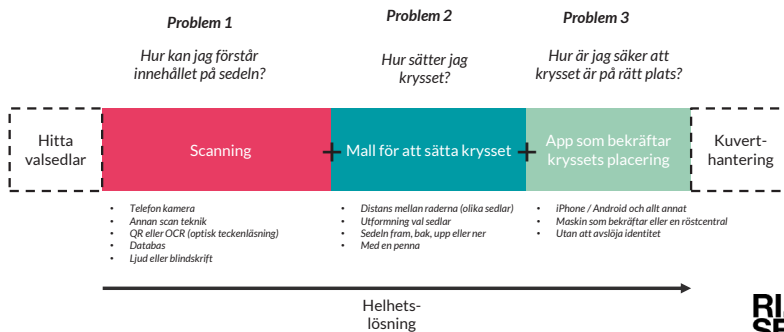 Problem 1
Hur kan jag förstår
innehållet på sedeln?
Problem 2
Hur sätter jag
krysset?
Problem 3
Hur är jag säker att
krysset är på rätt plats?
Hitta
valsedlar
Scanning
+
Mall för att sätta krysset
+
App som bekräftar
kryssets placering
Kuvert-
hantering
• Telefon kamera
• Annan scan teknik
• QR eller OCR (optisk teckenläsning)
• Databas
• Ljud eller blindskrift
• Distans mellan raderna (olika sedlar)
• Utformning val sedlar
• Sedeln fram, bak, upp eller ner
• Med en penna
• iPhone / Android och allt annat
• Maskin som bekräftar eller en röstcentral
• Utan att avslöja identitet
Helhets-
lösning